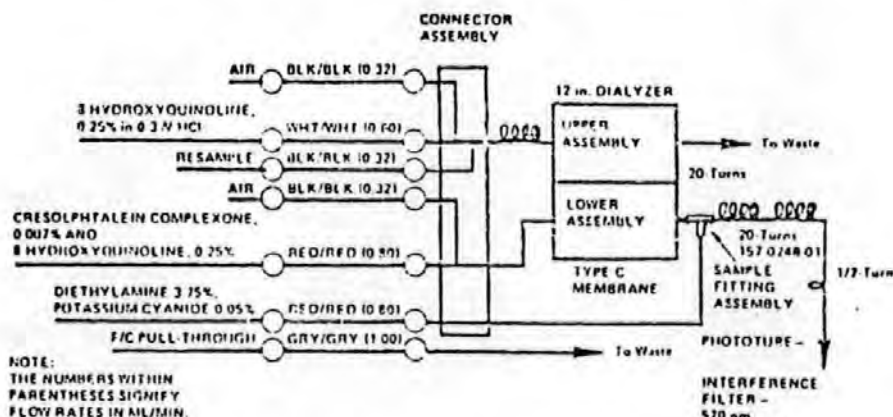 CONNECTOR
ASSEMBLY
AIR BLK/BLK (0.32)
12 in. DIALYZER
8 HYDROXYQUINOLINE,
0.25% in 0.3 N HCl
WHT/WHT (0.60)
UPPER
ASSEMBLY
To Waste
RESAMPLE BLK/BLK (0.32)
20-Turns
AIR BLK/BLK (0.32)
LOWER
ASSEMBLY
CRESOLPHTALEIN COMPLEXONE,
0.007% AND
8 HYDROXYQUINOLINE, 0.25%
RED/RED (0.80)
20-Turns
SAMPLE
FITTING
ASSEMBLY
1/2-Turn
TYPE C
MEMBRANE
DIETHYLAMINE 3.75%,
POTASSIUM CYANIDE 0.05%
RED/RED (0.80)
F/C PULL-THROUGH GRY/GRY (1.00)
To Waste
PHOTOTUBE –
NOTE:
THE NUMBERS WITHIN
PARENTHESES SIGNIFY
FLOW RATES IN ML/MIN.
INTERFERENCE
FILTER –
570 nm